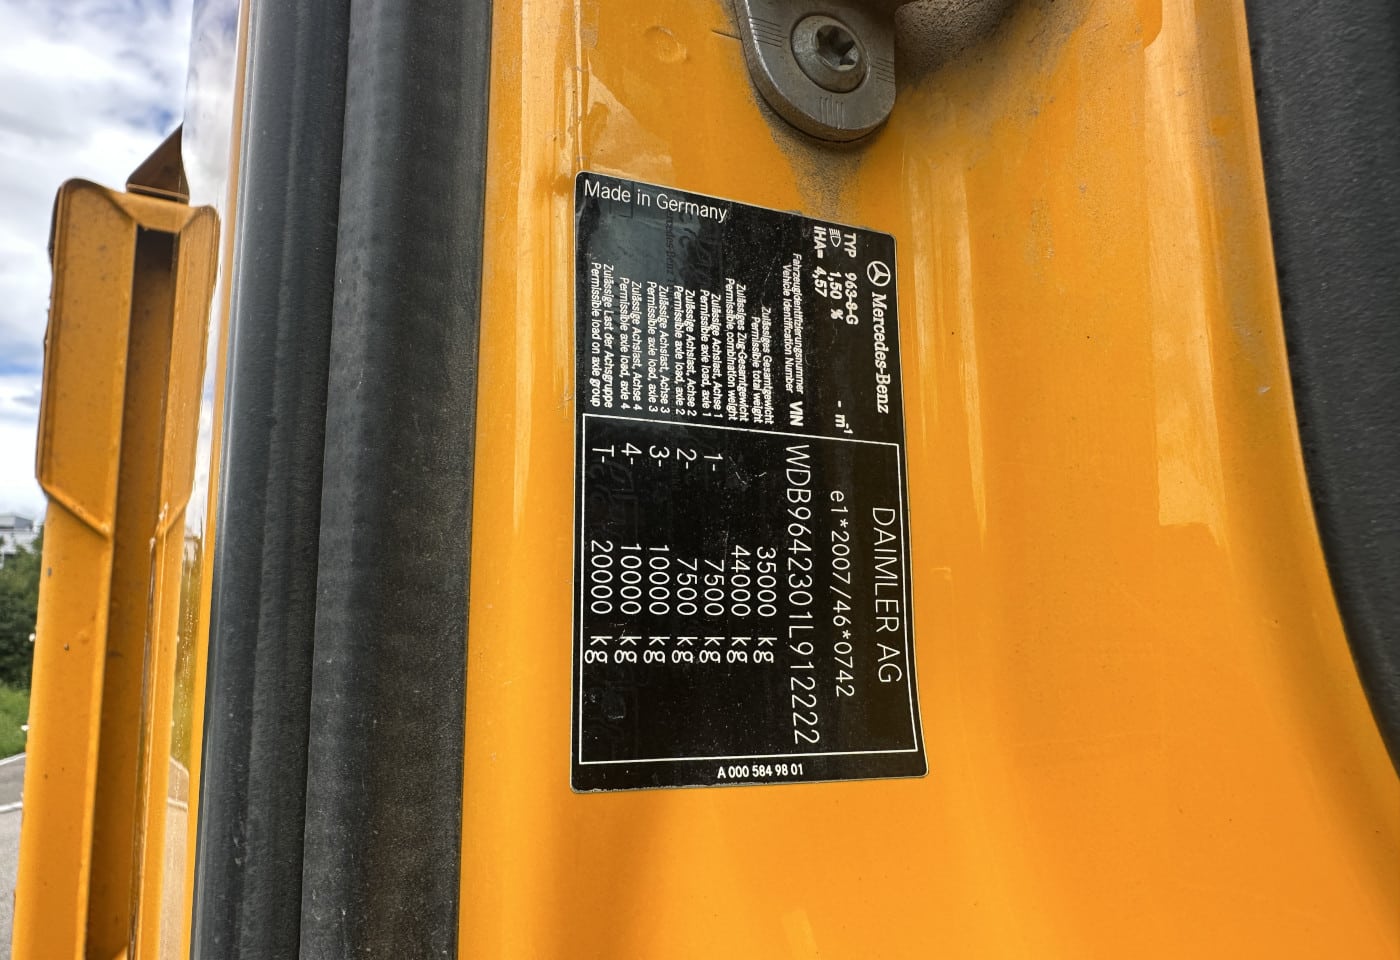 Made in Germany
Mercedes-Benz
DAIMLER AG
TYP 963-8-G
1,50 % - m⁻¹ e1*2007/46*0742
iHA= 4,57
Fahrzeugidentifizierungsnummer
Vehicle Identification Number VIN WDB9642301L912222
Zulässiges Gesamtgewicht
Permissible total weight 35000 kg
Zulässiges Zug-Gesamtgewicht
Permissible combination weight 44000 kg
Zulässige Achslast, Achse 1
Permissible axle load, axle 1 1- 7500 kg
Zulässige Achslast, Achse 2
Permissible axle load, axle 2 2- 7500 kg
Zulässige Achslast, Achse 3
Permissible axle load, axle 3 3- 10000 kg
Zulässige Achslast, Achse 4
Permissible axle load, axle 4 4- 10000 kg
Zulässige Last der Achsgruppe
Permissible load on axle group T- 20000 kg
A 000 584 98 01